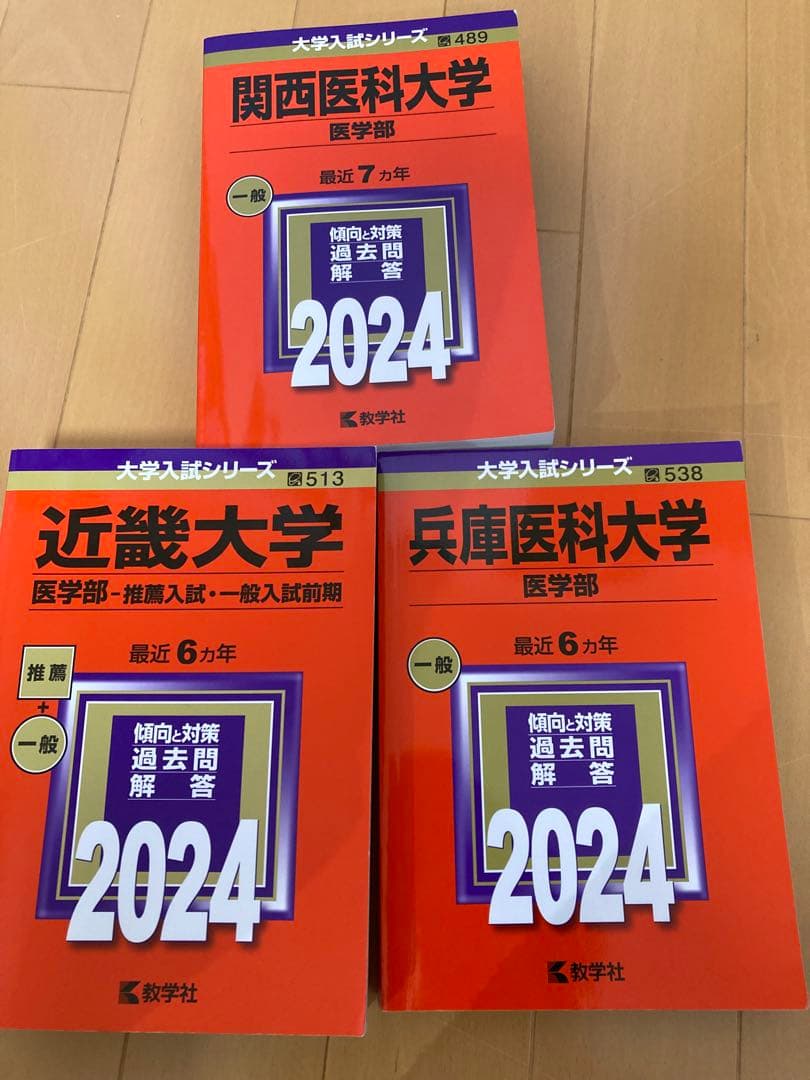 大学入試シリーズ 489
関西医科大学
医学部
最近7ヵ年
一般
傾向と対策
過去問
解答
2024
教学社
大学入試シリーズ 513
近畿大学
医学部-推薦入試・一般入試前期
最近6ヵ年
推薦
+
一般
傾向と対策
過去問
解答
2024
教学社
大学入試シリーズ 538
兵庫医科大学
医学部
最近6ヵ年
一般
傾向と対策
過去問
解答
2024
教学社